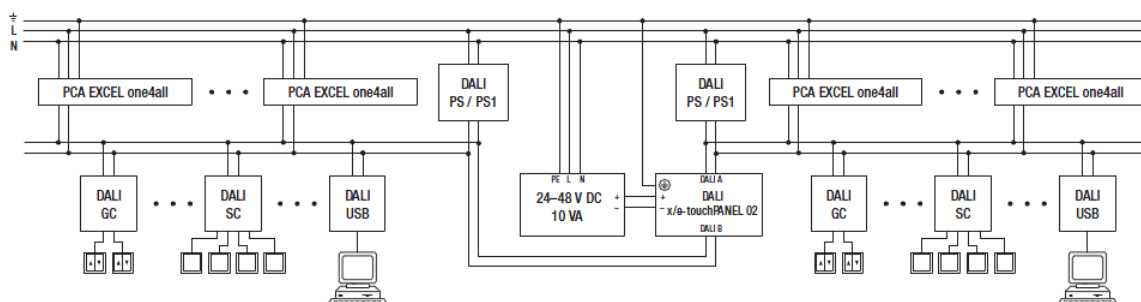 L
N
PCA EXCEL one4all
PCA EXCEL one4all
DALI
PS / PS1
DALI
PS / PS1
PCA EXCEL one4all
PCA EXCEL one4all
DALI
GC
DALI
SC
DALI
USB
PE L N
24–48 V DC
10 VA
+
–
DALI A
+
–
DALI
x/e-touchPANEL 02
DALI B
DALI
GC
DALI
SC
DALI
USB